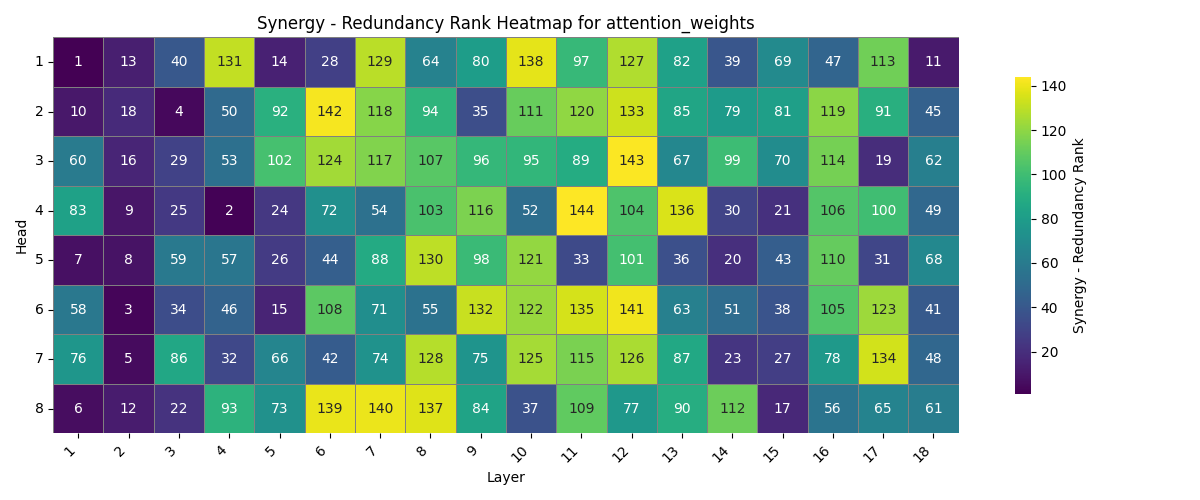 Synergy - Redundancy Rank Heatmap for attention_weights
Head
1 1 13 40 131 14 28 129 64 80 138 97 127 82 39 69 47 113 11
2 10 18 4 50 92 142 118 94 35 111 120 133 85 79 81 119 91 45
3 60 16 29 53 102 124 117 107 96 95 89 143 67 99 70 114 19 62
4 83 9 25 2 24 72 54 103 116 52 144 104 136 30 21 106 100 49
5 7 8 59 57 26 44 88 130 98 121 33 101 36 20 43 110 31 68
6 58 3 34 46 15 108 71 55 132 122 135 141 63 51 38 105 123 41
7 76 5 86 32 66 42 74 128 75 125 115 126 87 23 27 78 134 48
8 6 12 22 93 73 139 140 137 84 37 109 77 90 112 17 56 65 61
1 2 3 4 5 6 7 8 9 10 11 12 13 14 15 16 17 18
Layer
140
120
100
80
60
40
20
Synergy - Redundancy Rank